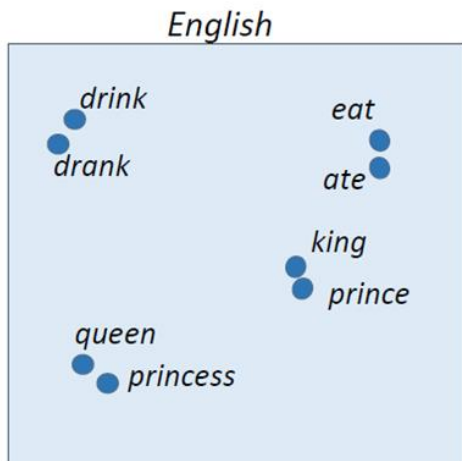 English
drink
eat
drank
ate
king
prince
queen
princess